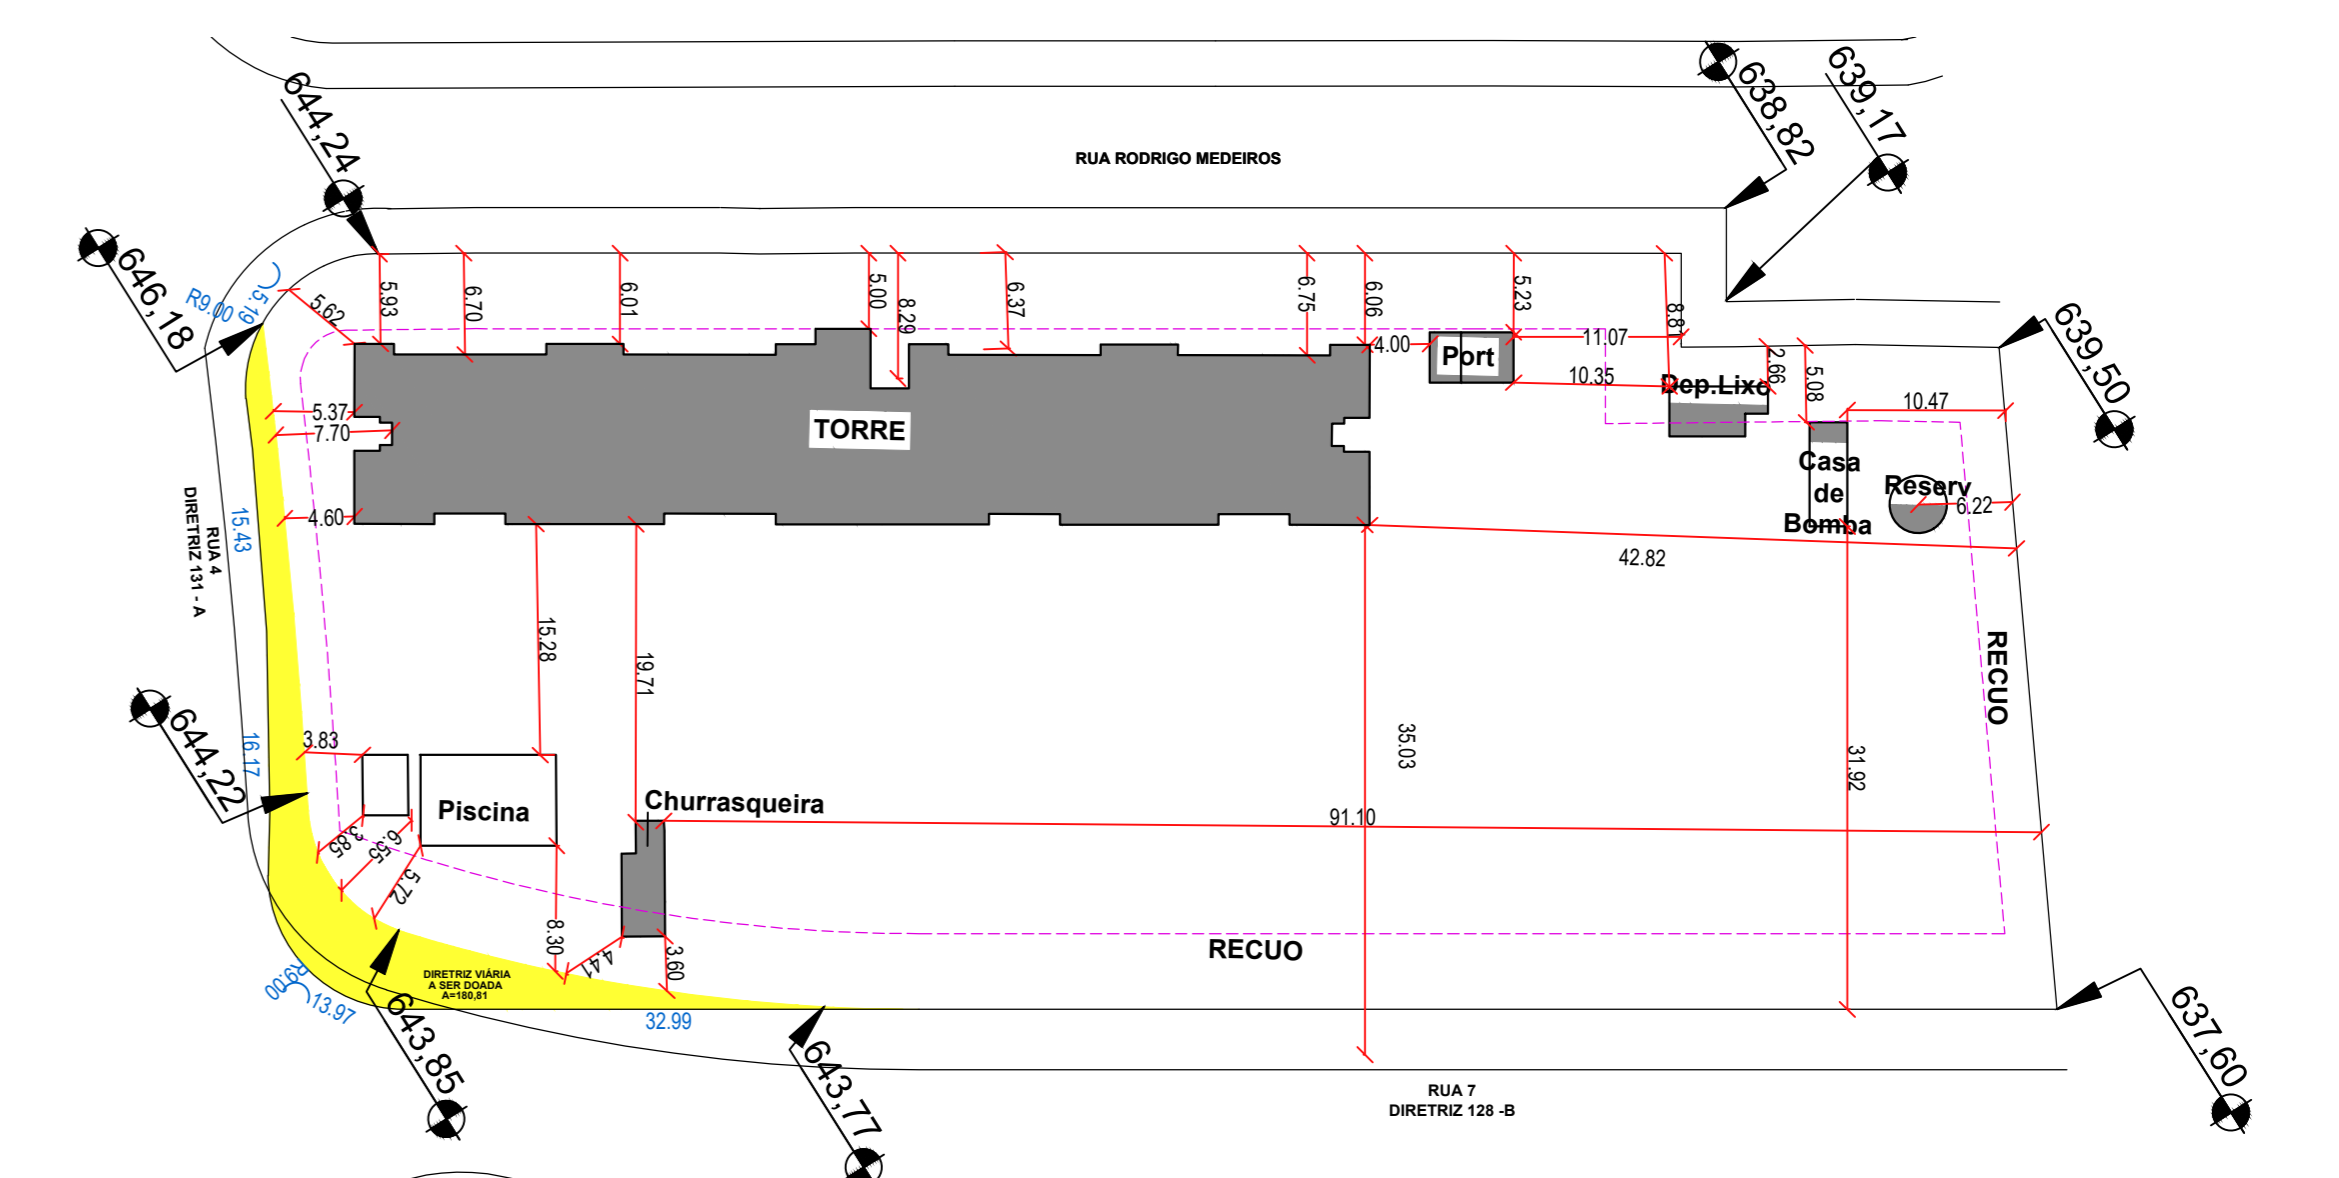 644,24
638,82
639,17
RUA RODRIGO MEDEIROS
646,18
R9.00
5.19
5.62
5.93
6.70
6.01
5.00
8.29
6.37
6.75
6.06
5.23
8.8
639,50
4.00
Port
11.07
10.35
Dep.Lixo
2.66
5.08
10.47
5.37
7.70
TORRE
Casa
de
Bomba
Reserv
6.22
4.60
15.43
RUA 4
DIRETRIZ 131 - A
42.82
15.28
19.71
RECUO
644,22
16.17
3.83
35.03
31.92
Piscina
Churrasqueira
91.10
3.85
6.55
5.72
8.30
4.41
3.60
RECUO
DIRETRIZ VIÁRIA
A SER DOADA
A=180,81
R9.00
13.97
32.99
643,85
643,77
637,60
RUA 7
DIRETRIZ 128 -B